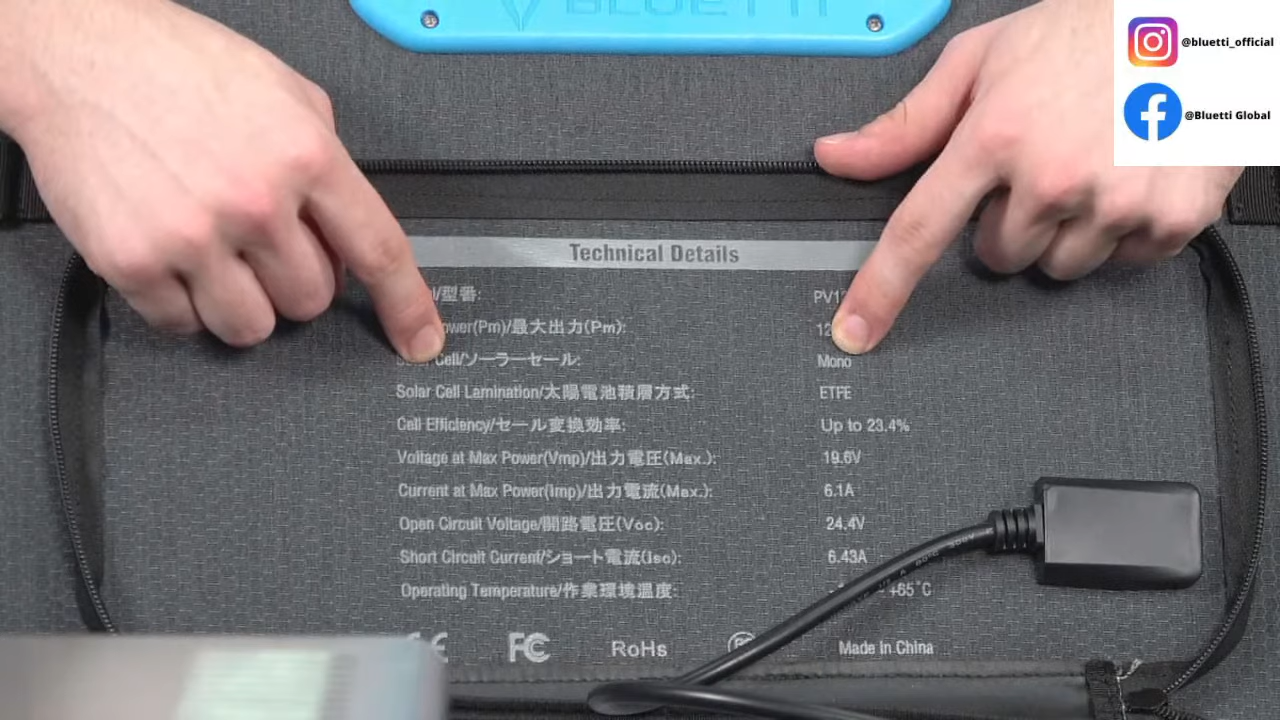 BLUETTI
@bluetti_official
@Bluetti Global
Technical Details
/型番: PV1
ower(Pm)/最大出力(Pm): 12
Cell/ソーラーセール: Mono
Solar Cell Lamination/太陽電池積層方式: ETFE
Cell Efficiency/セール変換効率: Up to 23.4%
Voltage at Max Power(Vmp)/出力電圧(Max.): 19.6V
Current at Max Power(Imp)/出力電流(Max.): 6.1A
Open Circuit Voltage/開路電圧(Voc): 24.4V
Short Circuit Current/ショート電流(Isc): 6.43A
Operating Temperature/作業環境温度: +65°C
CE FC RoHs Made in China